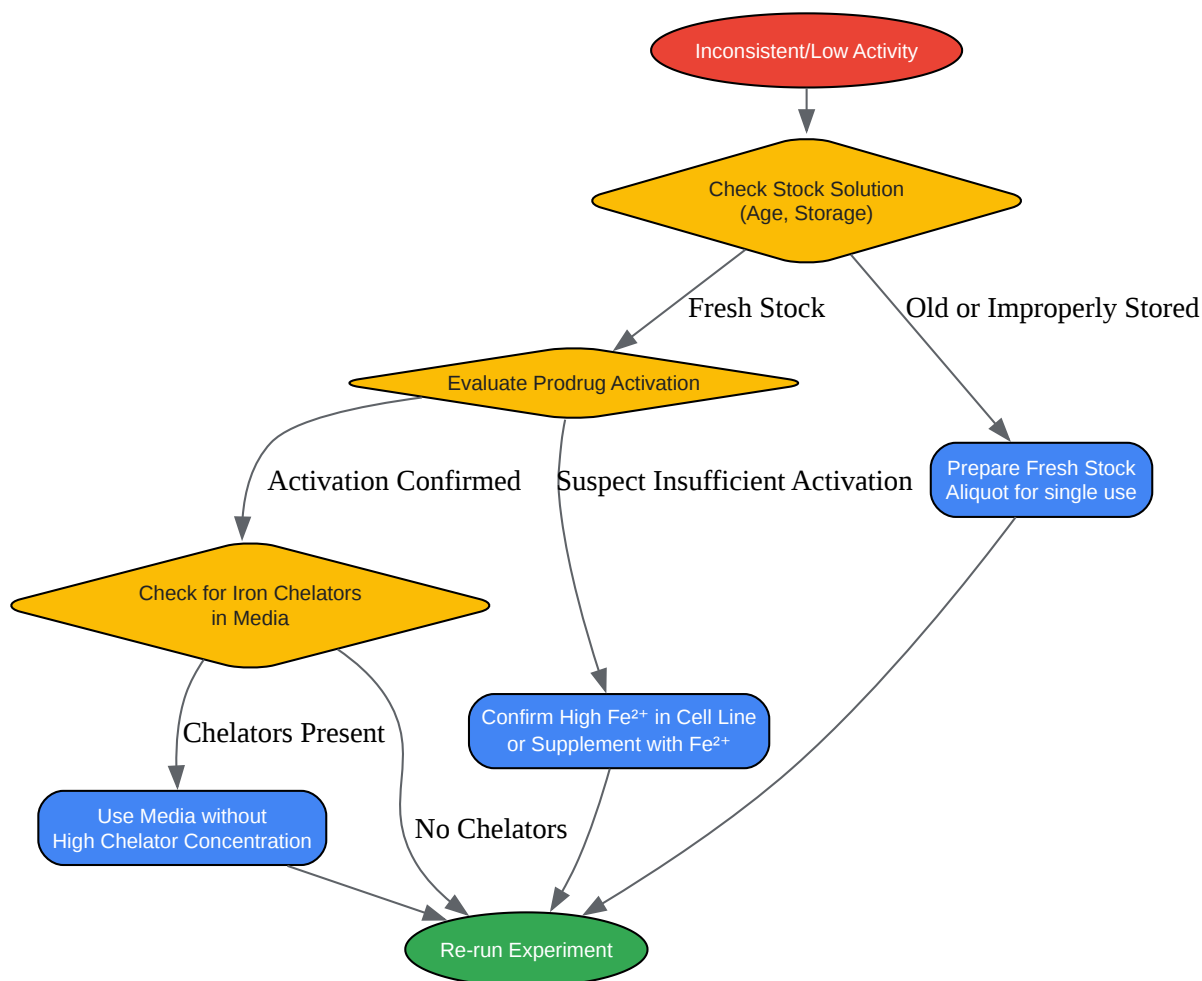 Inconsistent/Low Activity
Check Stock Solution
(Age, Storage)
Fresh Stock
Old or Improperly Stored
Evaluate Prodrug Activation
Activation Confirmed
Suspect Insufficient Activation
Prepare Fresh Stock
Aliquot for single use
Check for Iron Chelators
in Media
Chelators Present
Confirm High Fe²⁺ in Cell Line
or Supplement with Fe²⁺
Use Media without
High Chelator Concentration
No Chelators
Re-run Experiment